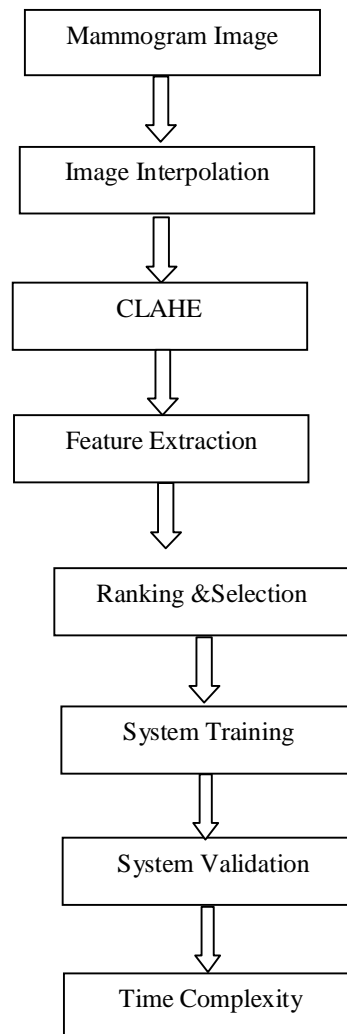 Mammogram Image
Image Interpolation
CLAHE
Feature Extraction
Ranking &Selection
System Training
System Validation
Time Complexity